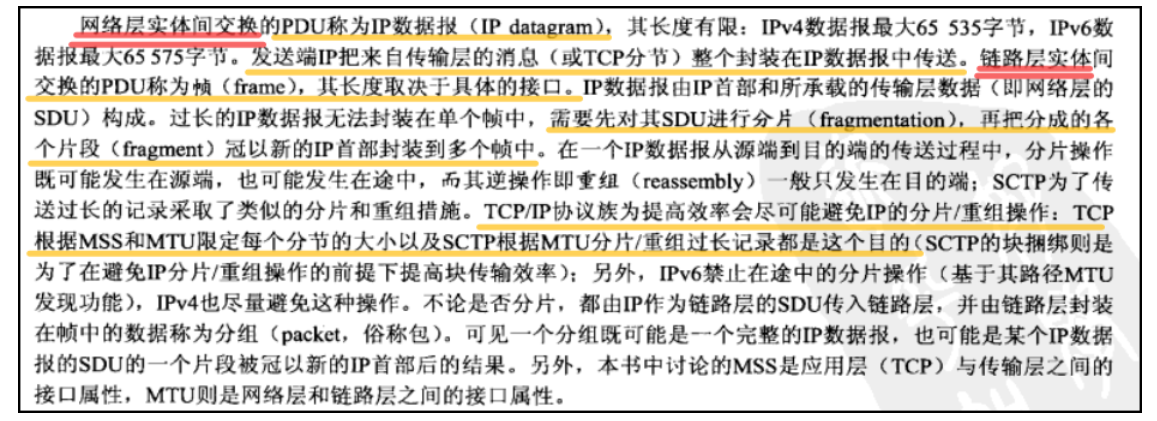 网络层实体间交换的PDU称为IP数据报（IP datagram），其长度有限：IPv4数据报最大65 535字节，IPv6数
据报最大65 575字节。发送端IP把来自传输层的消息（或TCP分节）整个封装在IP数据报中传送。链路层实体间
交换的PDU称为帧（frame），其长度取决于具体的接口。IP数据报由IP首部和所承载的传输层数据（即网络层的
SDU）构成。过长的IP数据报无法封装在单个帧中，需要先对其SDU进行分片（fragmentation），再把分成的各
个片段（fragment）冠以新的IP首部封装到多个帧中。在一个IP数据报从源端到目的端的传送过程中，分片操作
既可能发生在源端，也可能发生在途中，而其逆操作即重组（reassembly）一般只发生在目的端；SCTP为了传
送过长的记录采取了类似的分片和重组措施。TCP/IP协议族为提高效率会尽可能避免IP的分片/重组操作：TCP
根据MSS和MTU限定每个分节的大小以及SCTP根据MTU分片/重组过长记录都是这个目的（SCTP的块捆绑则是
为了在避免IP分片/重组操作的前提下提高块传输效率）；另外，IPv6禁止在途中的分片操作（基于其路径MTU
发现功能），IPv4也尽量避免这种操作。不论是否分片，都由IP作为链路层的SDU传入链路层，并由链路层封装
在帧中的数据称为分组（packet，俗称包）。可见一个分组既可能是一个完整的IP数据报，也可能是某个IP数据
报的SDU的一个片段被冠以新的IP首部后的结果。另外，本书中讨论的MSS是应用层（TCP）与传输层之间的
接口属性，MTU则是网络层和链路层之间的接口属性。